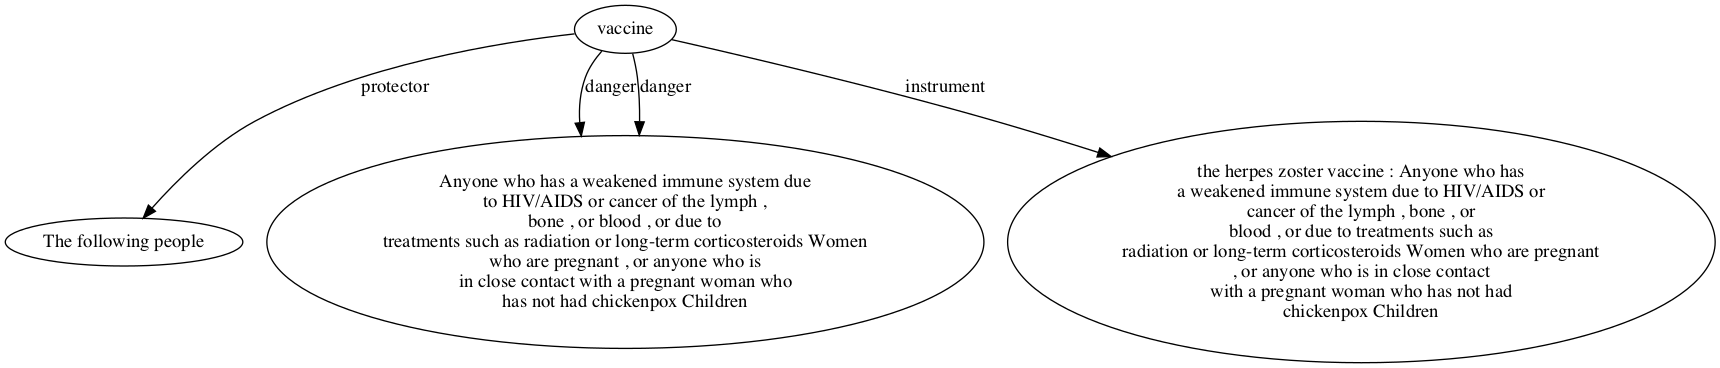 vaccine
protector
danger
danger
instrument
The following people
Anyone who has a weakened immune system due
to HIV/AIDS or cancer of the lymph ,
bone , or blood , or due to
treatments such as radiation or long-term corticosteroids Women
who are pregnant , or anyone who is
in close contact with a pregnant woman who
has not had chickenpox Children
the herpes zoster vaccine : Anyone who has
a weakened immune system due to HIV/AIDS or
cancer of the lymph , bone , or
blood , or due to treatments such as
radiation or long-term corticosteroids Women who are pregnant
, or anyone who is in close contact
with a pregnant woman who has not had
chickenpox Children